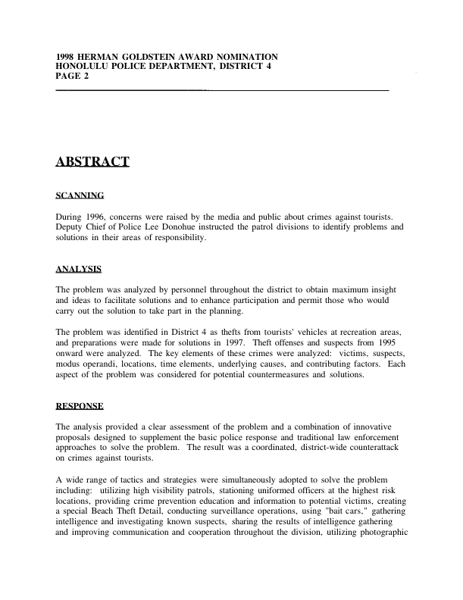 1998 HERMAN GOLDSTEIN AWARD NOMINATION
HONOLULU POLICE DEPARTMENT, DISTRICT 4
PAGE 2
ABSTRACT
SCANNING
During 1996, concerns were raised by the media and public about crimes against tourists.
Deputy Chief of Police Lee Donohue instructed the patrol divisions to identify problems and
solutions in their areas of responsibility.
ANALYSIS
The problem was analyzed by personnel throughout the district to obtain maximum insight
and ideas to facilitate solutions and to enhance participation and permit those who would
carry out the solution to take part in the planning.
The problem was identified in District 4 as thefts from tourists' vehicles at recreation areas,
and preparations were made for solutions in 1997. Theft offenses and suspects from 1995
onward were analyzed. The key elements of these crimes were analyzed: victims, suspects,
modus operandi, locations, time elements, underlying causes, and contributing factors. Each
aspect of the problem was considered for potential countermeasures and solutions.
RESPONSE
The analysis provided a clear assessment of the problem and a combination of innovative
proposals designed to supplement the basic police response and traditional law enforcement
approaches to solve the problem. The result was a coordinated, district-wide counterattack
on crimes against tourists.
A wide range of tactics and strategies were simultaneously adopted to solve the problem
including: utilizing high visibility patrols, stationing uniformed officers at the highest risk
locations, providing crime prevention education and information to potential victims, creating
a special Beach Theft Detail, conducting surveillance operations, using "bait cars," gathering
intelligence and investigating known suspects, sharing the results of intelligence gathering
and improving communication and cooperation throughout the division, utilizing photographic